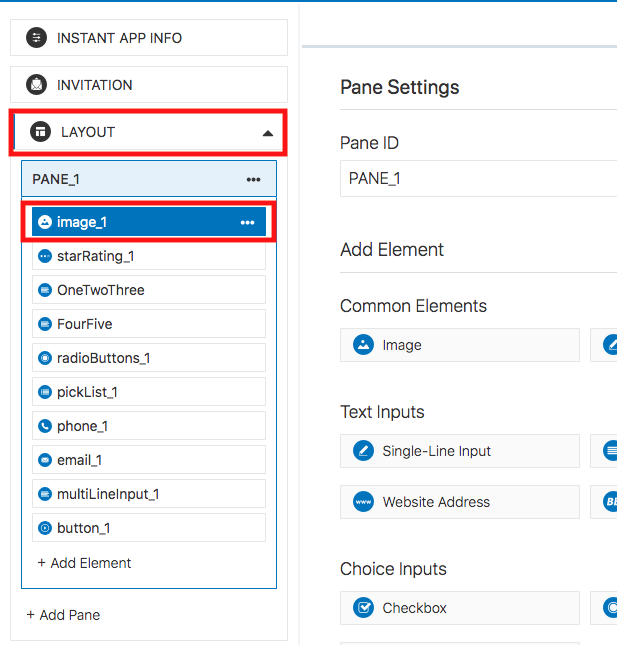 INSTANT APP INFO
INVITATION
LAYOUT
PANE_1
image_1
starRating_1
OneTwoThree
FourFive
radioButtons_1
pickList_1
phone_1
email_1
multiLineInput_1
button_1
+ Add Element
+ Add Pane
Pane Settings
Pane ID
PANE_1
Add Element
Common Elements
Image
Text Inputs
Single-Line Input
www Website Address
Choice Inputs
Checkbox